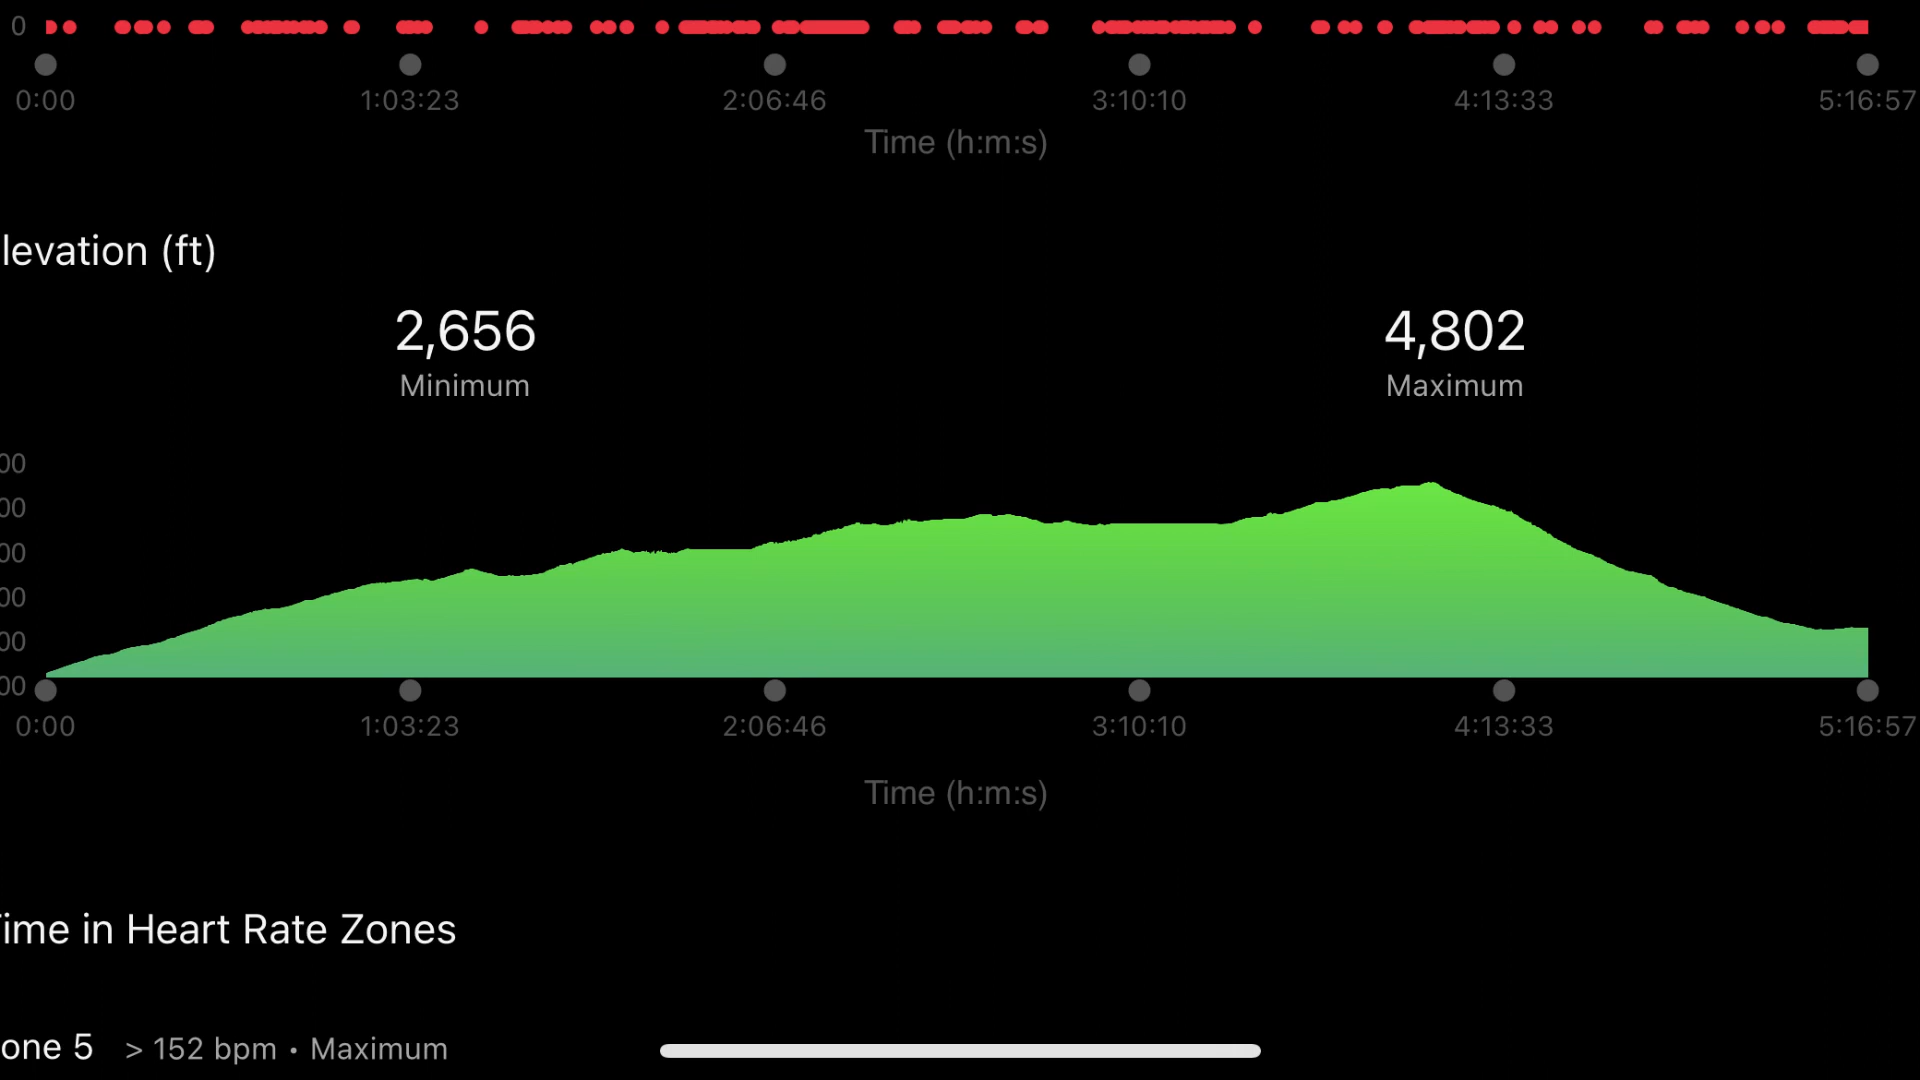 0
0:00 1:03:23 2:06:46 3:10:10 4:13:33 5:16:57
Time (h:m:s)
levation (ft)
2,656 4,802
Minimum Maximum
00
00
00
00
00
00
0:00 1:03:23 2:06:46 3:10:10 4:13:33 5:16:57
Time (h:m:s)
ime in Heart Rate Zones
one 5 > 152 bpm • Maximum